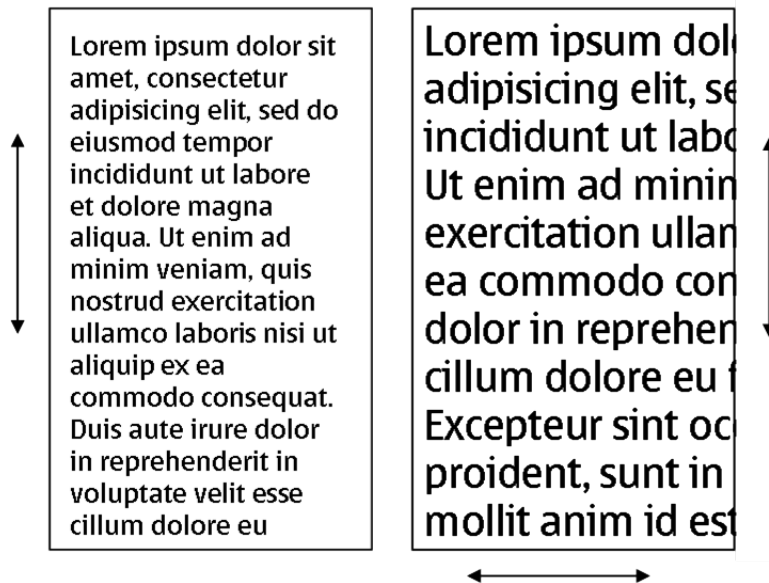 Lorem ipsum dolor sit
amet, consectetur
adipisicing elit, sed do
eiusmod tempor
incididunt ut labore
et dolore magna
aliqua. Ut enim ad
minim veniam, quis
nostrud exercitation
ullamco laboris nisi ut
aliquip ex ea
commodo consequat.
Duis aute irure dolor
in reprehenderit in
voluptate velit esse
cillum dolore eu
Lorem ipsum
adipisicing elit,
incididunt ut
Ut enim ad
exercitation
ea commodo
dolor in
cillum dolore eu
Excepteur sint
proident, sunt in
mollit anim id est